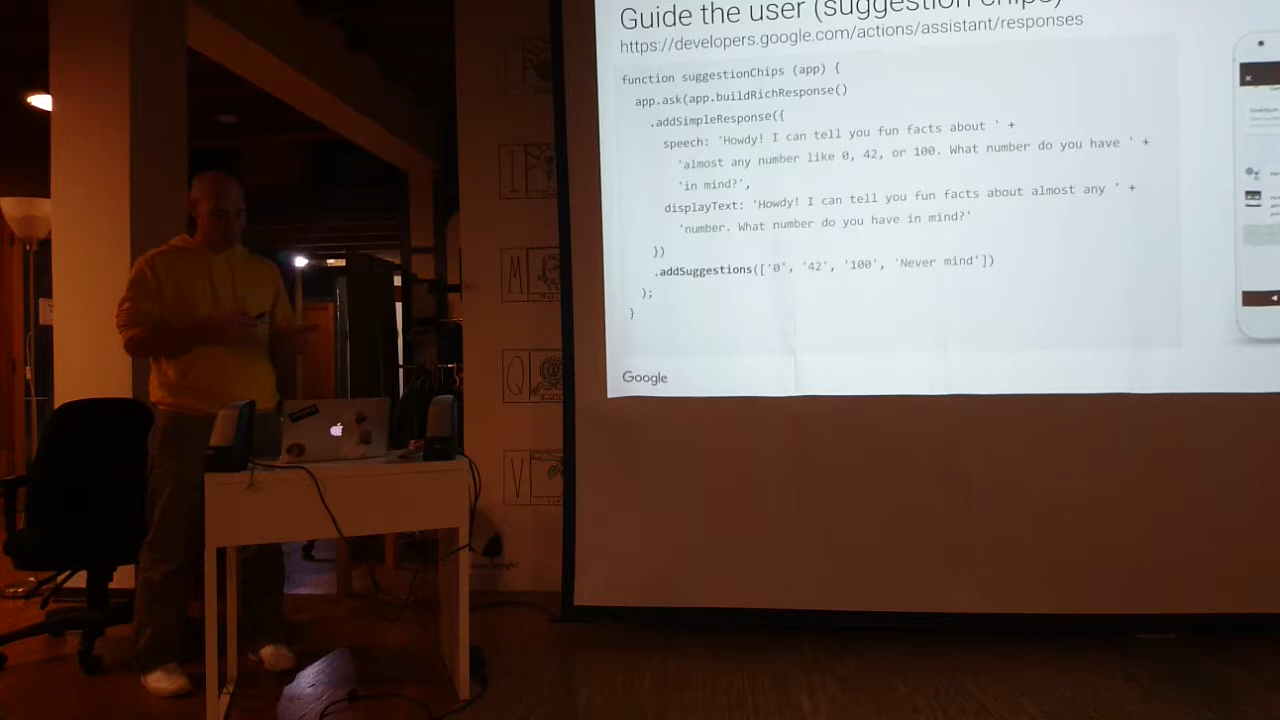 Guide the user (suggestion chips)
https://developers.google.com/actions/assistant/responses
function suggestionChips (app) {
app.ask(app.buildRichResponse()
.addSimpleResponse({
speech: 'Howdy! I can tell you fun facts about ' +
'almost any number like 0, 42, or 100. What number do you have ' +
'in mind?',
displayText: 'Howdy! I can tell you fun facts about almost any ' +
'number. What number do you have in mind?'
})
.addSuggestions(['0', '42', '100', 'Never mind'])
);
}
Google
I
M
Q
V